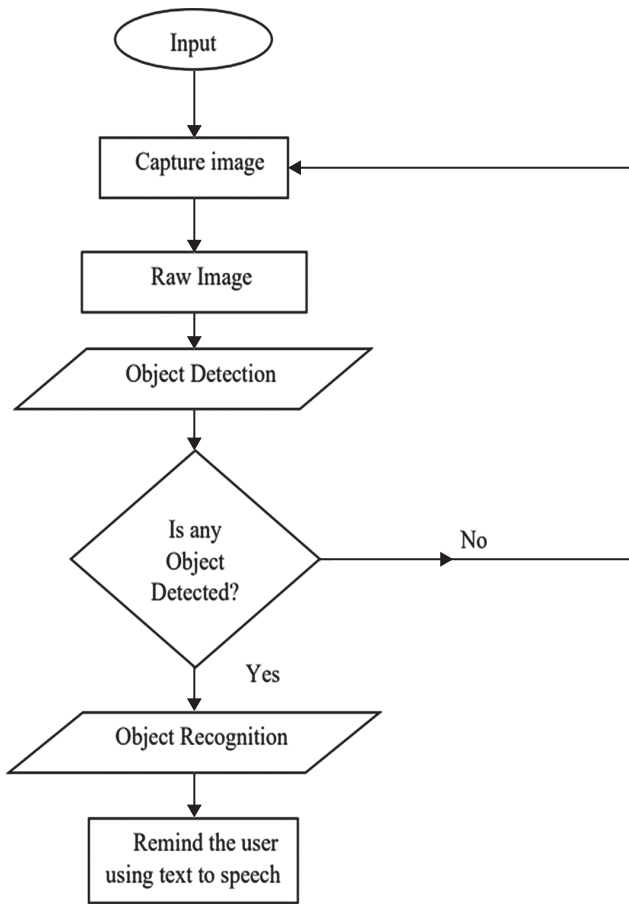 Input
Capture image
Raw Image
Object Detection
Is any
Object
Detected?
No
Yes
Object Recognition
Remind the user
using text to speech